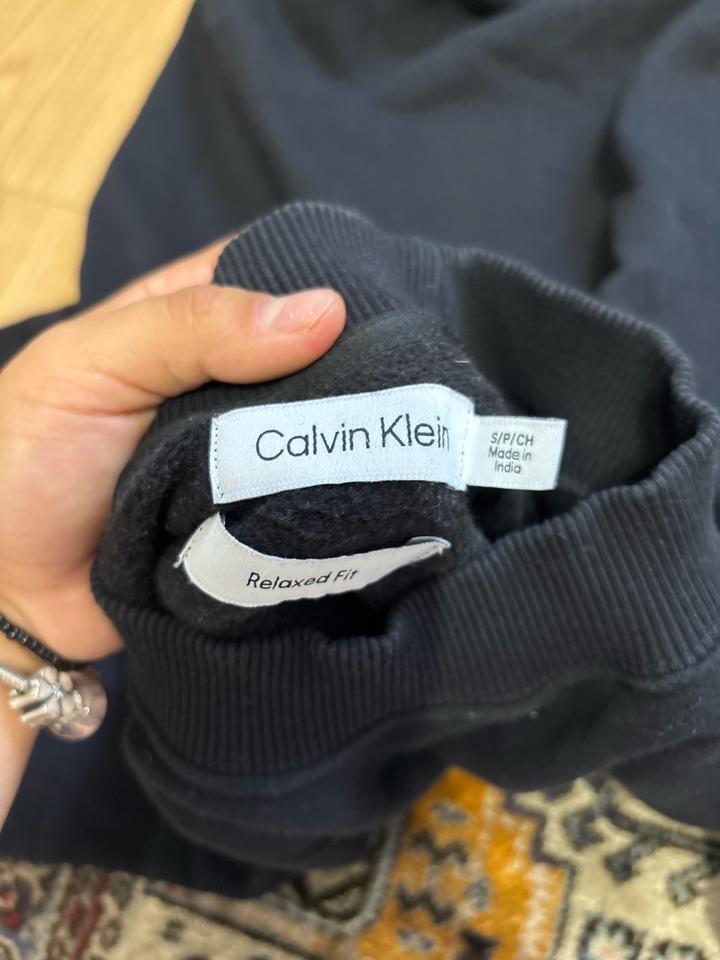 Calvin Klein
S/P/CH
Made in
India
Relaxed Fit